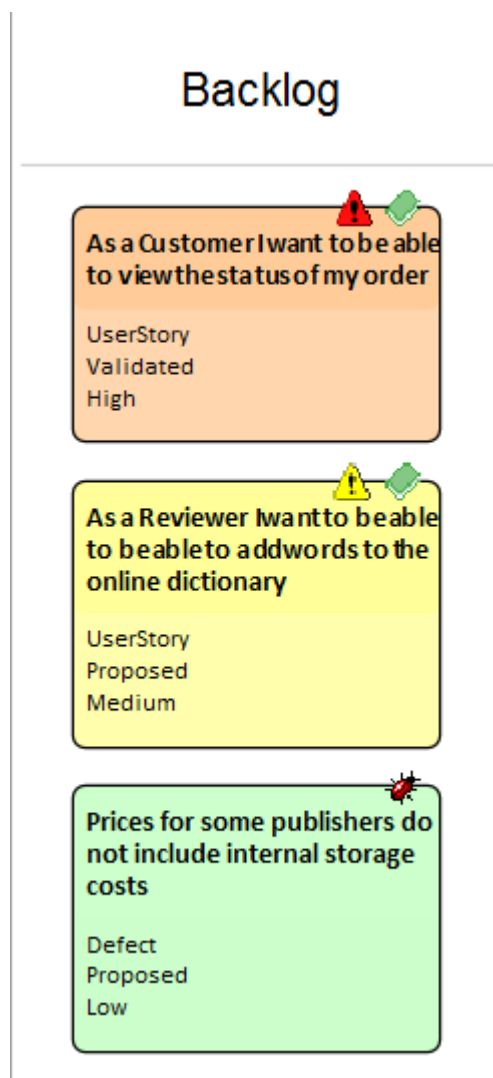 Backlog
As a Customer I want to be able
to view the status of my order
UserStory
Validated
High
As a Reviewer I want to be able
to be able to add words to the
online dictionary
UserStory
Proposed
Medium
Prices for some publishers do
not include internal storage
costs
Defect
Proposed
Low